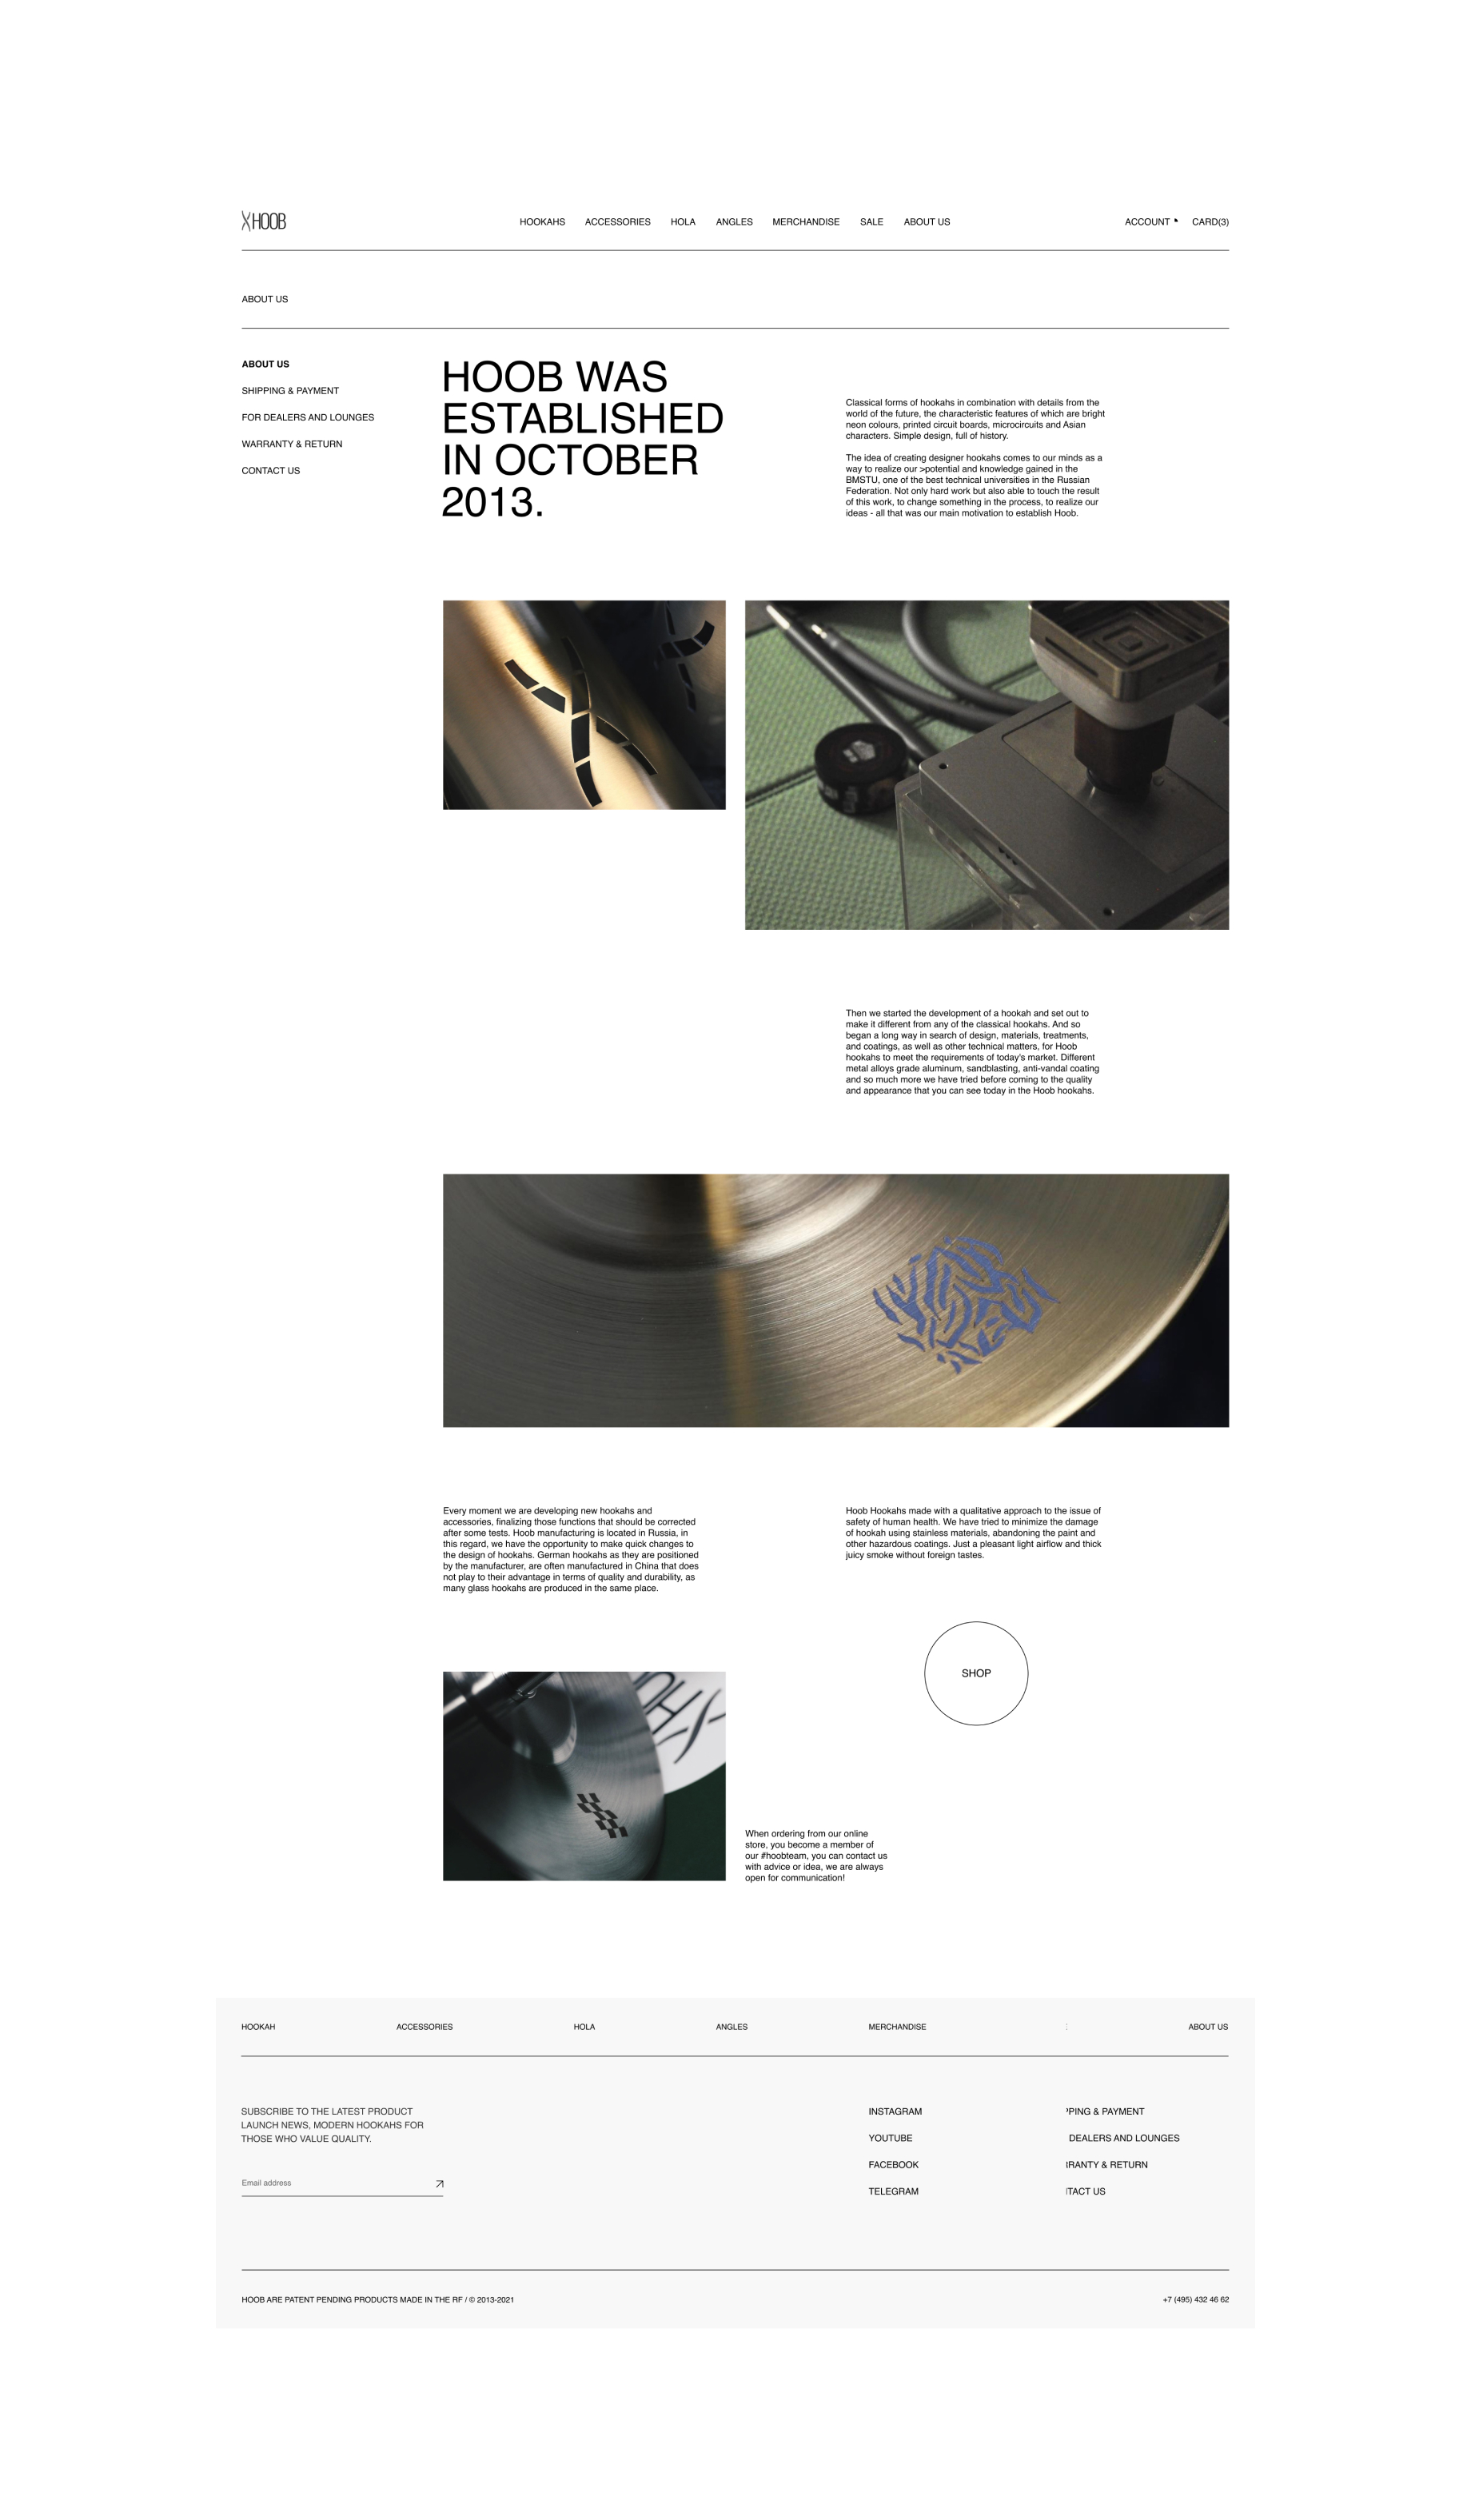 HOOB
HOOKAHS
ACCESSORIES
HOLA
ANGLES
MERCHANDISE
SALE
ABOUT US
ACCOUNT
CARD(3)
ABOUT US
ABOUT US
SHIPPING & PAYMENT
FOR DEALERS AND LOUNGES
WARRANTY & RETURN
CONTACT US
HOOB WAS
ESTABLISHED
IN OCTOBER
2013.
Classical forms of hookahs in combination with details from the
world of the future, the characteristic features of which are bright
neon colours, printed circuit boards, microcircuits and Asian
characters. Simple design, full of history.
The idea of creating designer hookahs comes to our minds as a
way to realize our >potential and knowledge gained in the
BMSTU, one of the best technical universities in the Russian
Federation. Not only hard work but also able to touch the result
of this work, to change something in the process, to realize our
ideas - all that was our main motivation to establish Hoob.
Then we started the development of a hookah and set out to
make it different from any of the classical hookahs. And so
began a long way in search of design, materials, treatments,
and coatings, as well as other technical matters, for Hoob
hookahs to meet the requirements of today's market. Different
metal alloys grade aluminum, sandblasting, anti-vandal coating
and so much more we have tried before coming to the quality
and appearance that you can see today in the Hoob hookahs.
Every moment we are developing new hookahs and
accessories, finalizing those functions that should be corrected
after some tests. Hoob manufacturing is located in Russia, in
this regard, we have the opportunity to make quick changes to
the design of hookahs. German hookahs as they are positioned
by the manufacturer, are often manufactured in China that does
not play to their advantage in terms of quality and durability, as
many glass hookahs are produced in the same place.
Hoob Hookahs made with a qualitative approach to the issue of
safety of human health. We have tried to minimize the damage
of hookah using stainless materials, abandoning the paint and
other hazardous coatings. Just a pleasant light airflow and thick
juicy smoke without foreign tastes.
SHOP
When ordering from our online
store, you become a member of
our #hoobteam, you can contact us
with advice or idea, we are always
open for communication!
HOOKAH
ACCESSORIES
HOLA
ANGLES
MERCHANDISE
ABOUT US
SUBSCRIBE TO THE LATEST PRODUCT
LAUNCH NEWS, MODERN HOOKAHS FOR
THOSE WHO VALUE QUALITY.
Email address
INSTAGRAM
YOUTUBE
FACEBOOK
TELEGRAM
PING & PAYMENT
DEALERS AND LOUNGES
RANTY & RETURN
TACT US
HOOB ARE PATENT PENDING PRODUCTS MADE IN THE RF / © 2013-2021
+7 (495) 432 46 62